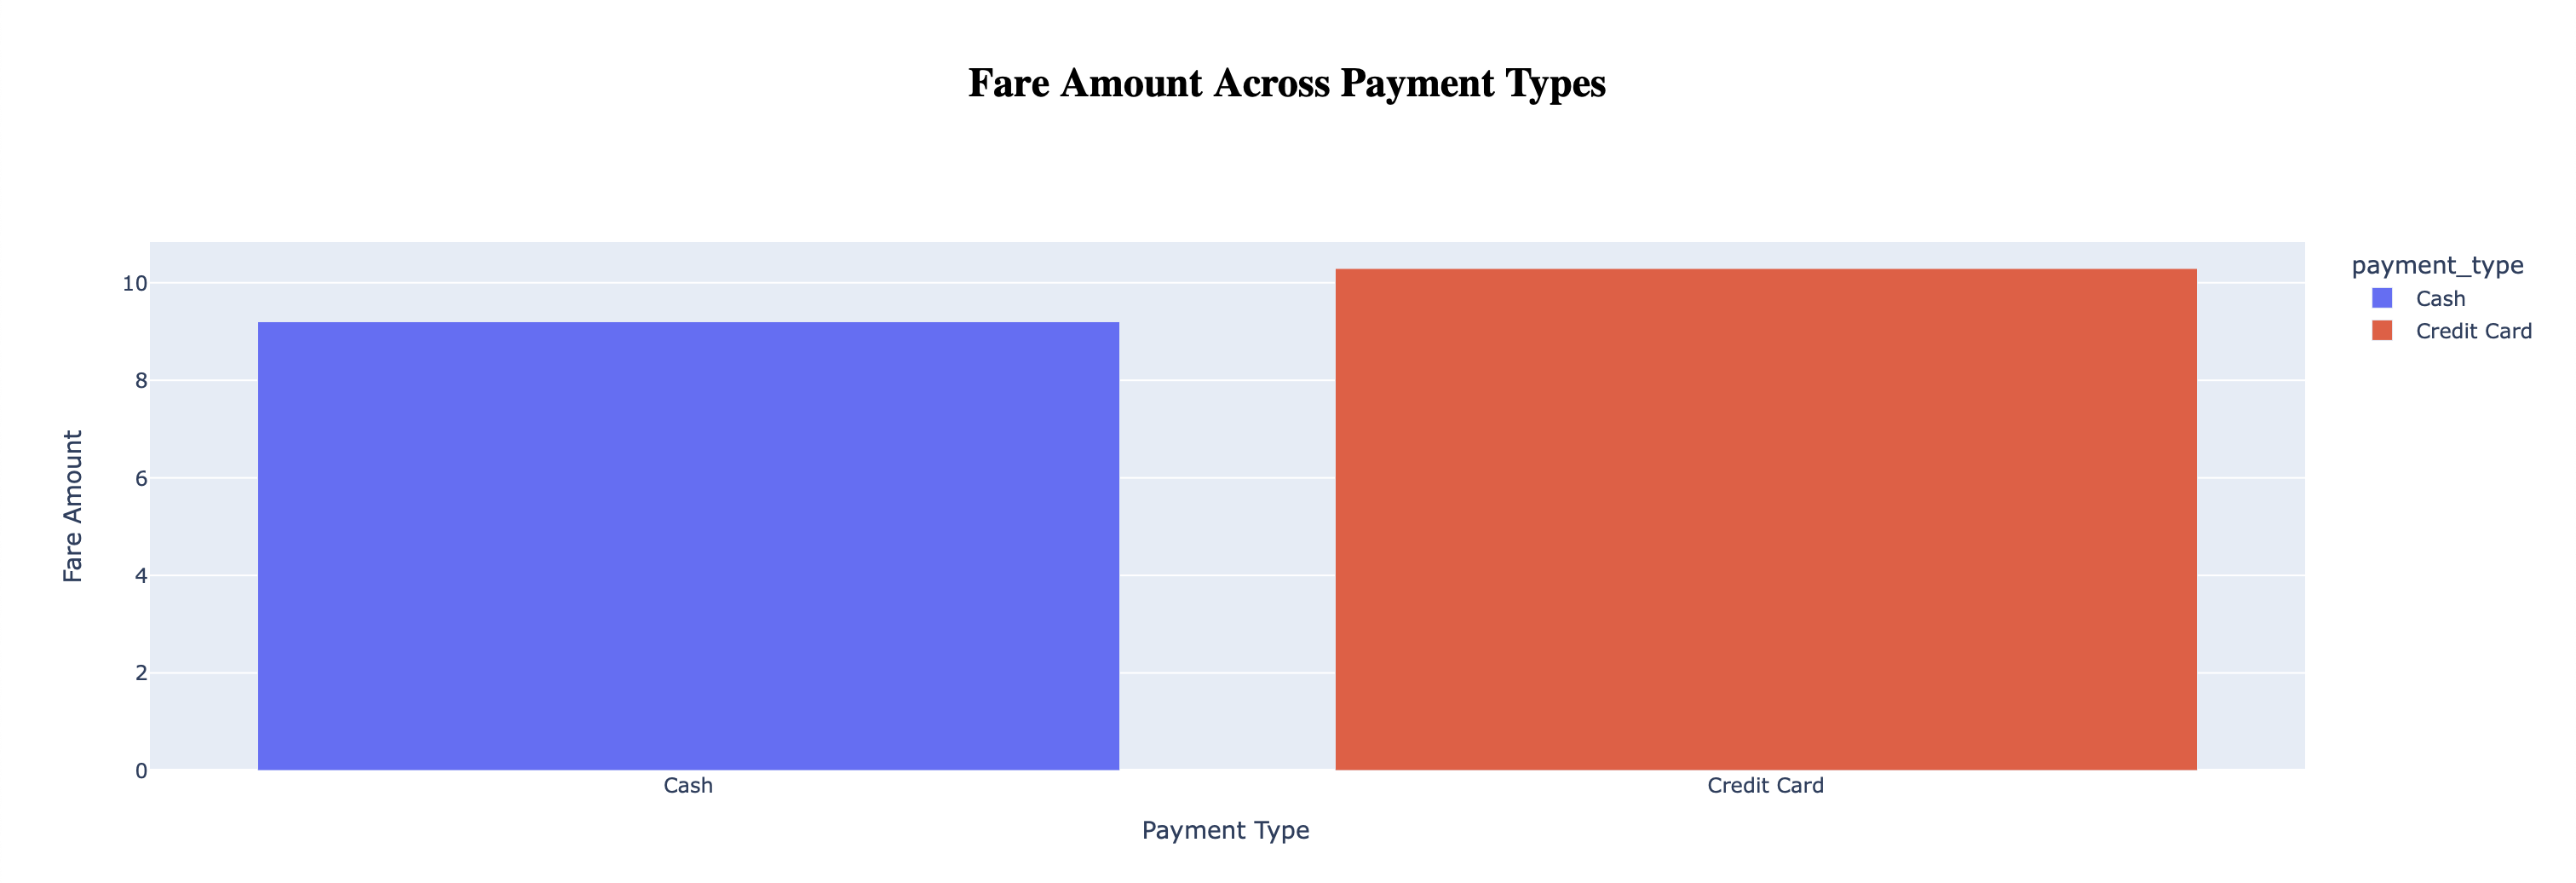 Fare Amount Across Payment Types
10
8
6
4
2
0
Fare Amount
Cash
Credit Card
Payment Type
payment_type
Cash
Credit Card